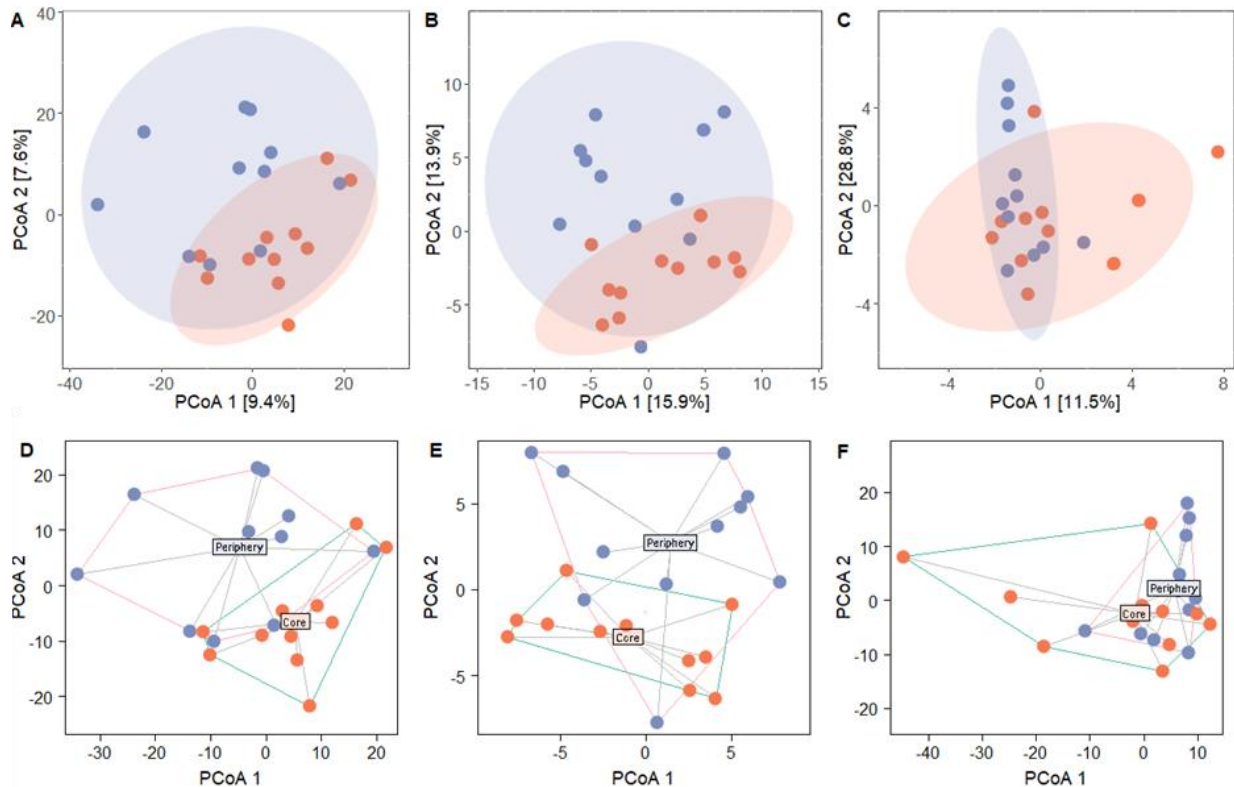 A
B
C
40
20
0
-20
PCoA 2 [7.6%]
-40
-20
0
20
PCoA 1 [9.4%]
10
5
0
-5
PCoA 2 [13.9%]
-15
-10
-5
0
5
10
15
PCoA 1 [15.9%]
4
0
-4
PCoA 2 [28.8%]
-4
0
4
8
PCoA 1 [11.5%]
D
E
F
20
10
0
-10
-20
PCoA 2
Periphery
Core
-30
-20
-10
0
10
20
PCoA 1
5
0
-5
PCoA 2
Periphery
Core
-5
0
5
PCoA 1
20
10
0
-10
-20
PCoA 2
Periphery
Core
-40
-30
-20
-10
0
10
PCoA 1